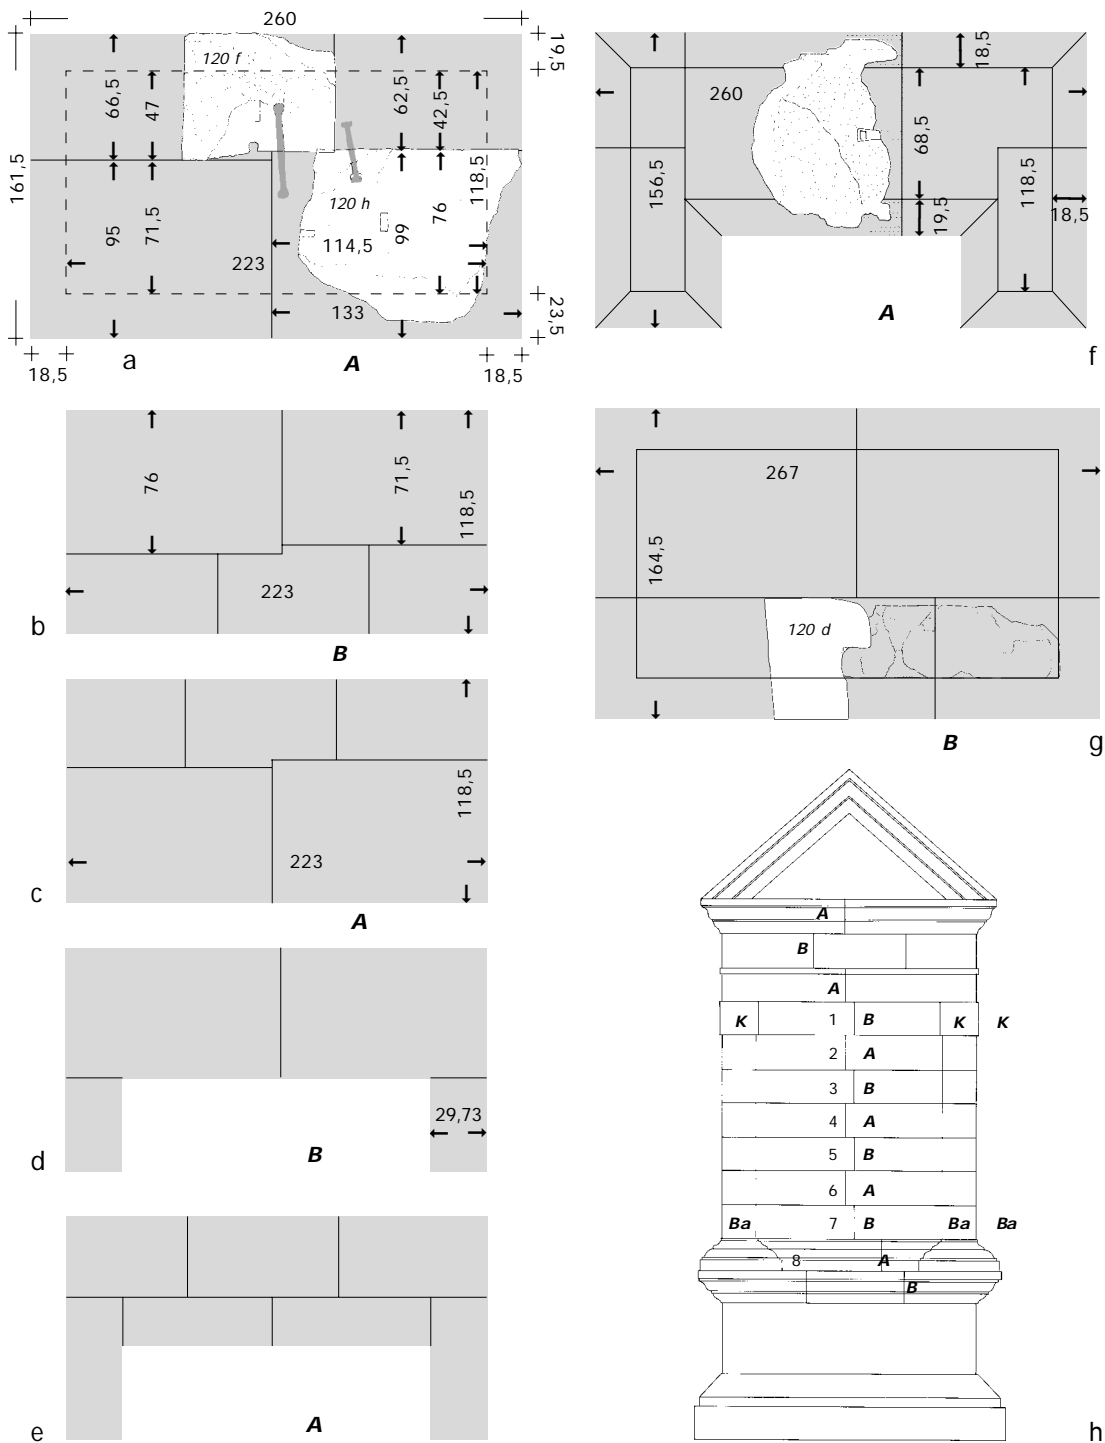 260
120 f
66,5
47
62,5
42,5
19,5
161,5
118,5
120 h
95
71,5
99
76
114,5
223
133
23,5
18,5
18,5
a
A
76
71,5
118,5
223
b
B
118,5
223
c
A
29,73
d
B
e
A
18,5
260
68,5
156,5
118,5
18,5
19,5
A
f
267
164,5
120 d
B
g
A
B
A
K 1 B K K
2 A
3 B
4 A
5 B
6 A
Ba 7 B Ba Ba
8 A
B
h